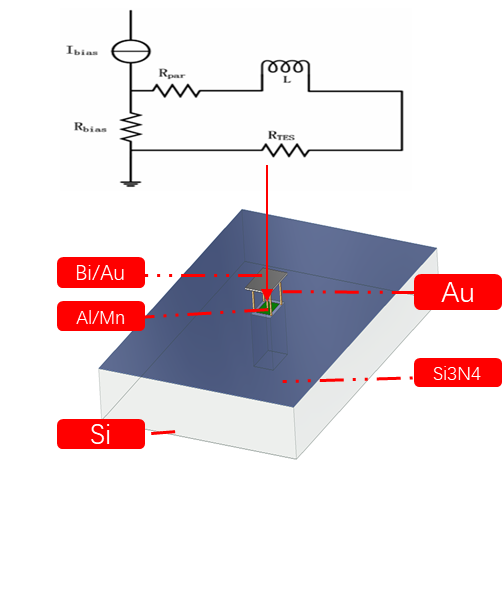 Ibias
Rpar
L
Rbias
RTES
Bi/Au
Au
Al/Mn
Si3N4
Si